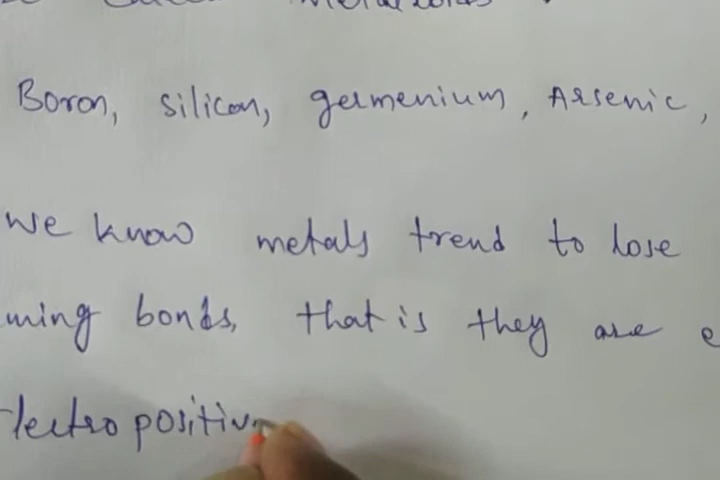 Boron, silicon, germenium, Arsenic,
We know metals trend to lose
ming bonds, that is they are e
lectropositiv